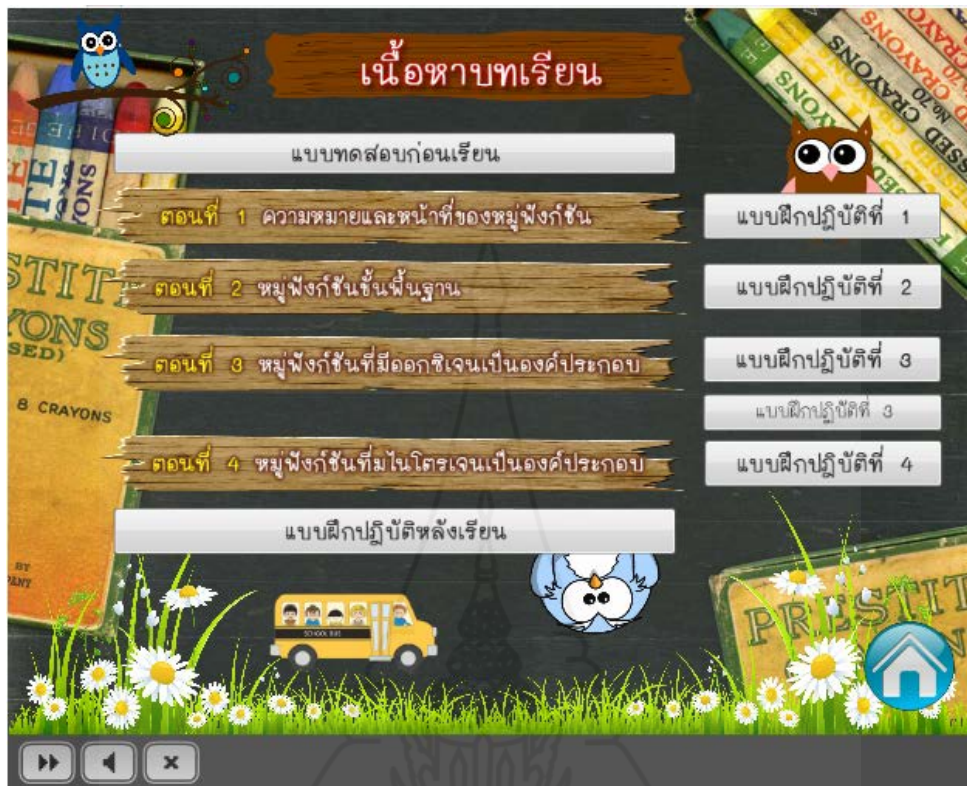 เนื้อหาบทเรียน
แบบทดสอบก่อนเรียน
ตอนที่ 1 ความหมายและหน้าที่ของหมู่ฟังก์ชัน
แบบฝึกปฏิบัติที่ 1
ตอนที่ 2 หมู่ฟังก์ชันขั้นพื้นฐาน
แบบฝึกปฏิบัติที่ 2
ตอนที่ 3 หมู่ฟังก์ชันที่มีออกซิเจนเป็นองค์ประกอบ
แบบฝึกปฏิบัติที่ 3
แบบฝึกปฏิบัติที่ 3
ตอนที่ 4 หมู่ฟังก์ชันที่มไนโตรเจนเป็นองค์ประกอบ
แบบฝึกปฏิบัติที่ 4
แบบฝึกปฏิบัติหลังเรียน
8 CRAYONS
SCHOOL BUS
CRAYONS
No.70
PRESTIT